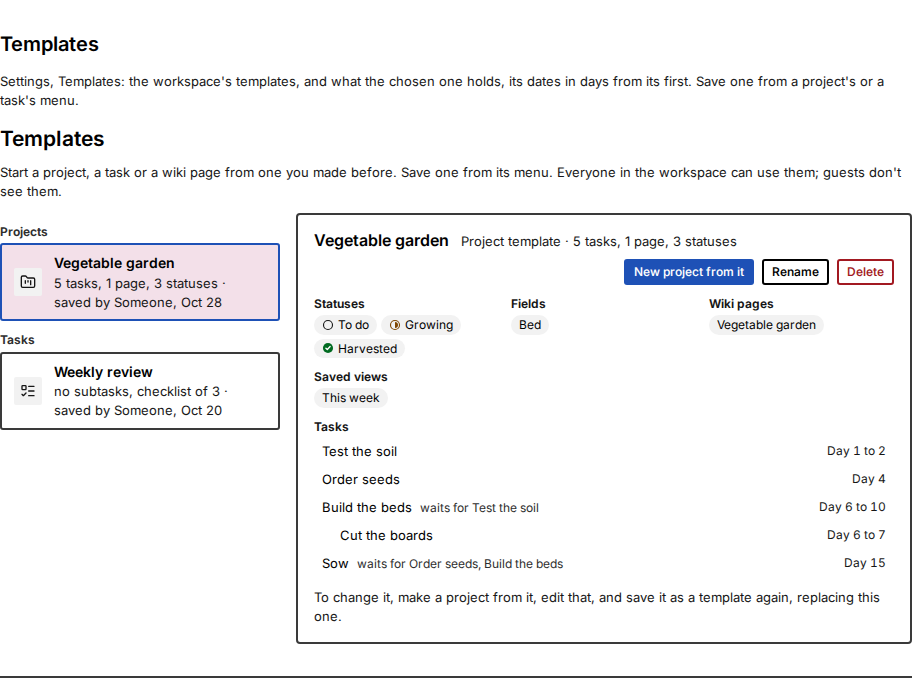 Templates
Settings, Templates: the workspace's templates, and what the chosen one holds, its dates in days from its first. Save one from a project's or a
task's menu.
Templates
Start a project, a task or a wiki page from one you made before. Save one from its menu. Everyone in the workspace can use them; guests don't
see them.
Projects
Vegetable garden
5 tasks, 1 page, 3 statuses ·
saved by Someone, Oct 28
Tasks
Weekly review
no subtasks, checklist of 3 ·
saved by Someone, Oct 20
Vegetable garden Project template · 5 tasks, 1 page, 3 statuses
New project from it Rename Delete
Statuses Fields Wiki pages
To do Growing Bed Vegetable garden
Harvested
Saved views
This week
Tasks
Test the soil Day 1 to 2
Order seeds Day 4
Build the beds waits for Test the soil Day 6 to 10
Cut the boards Day 6 to 7
Sow waits for Order seeds, Build the beds Day 15
To change it, make a project from it, edit that, and save it as a template again, replacing this
one.